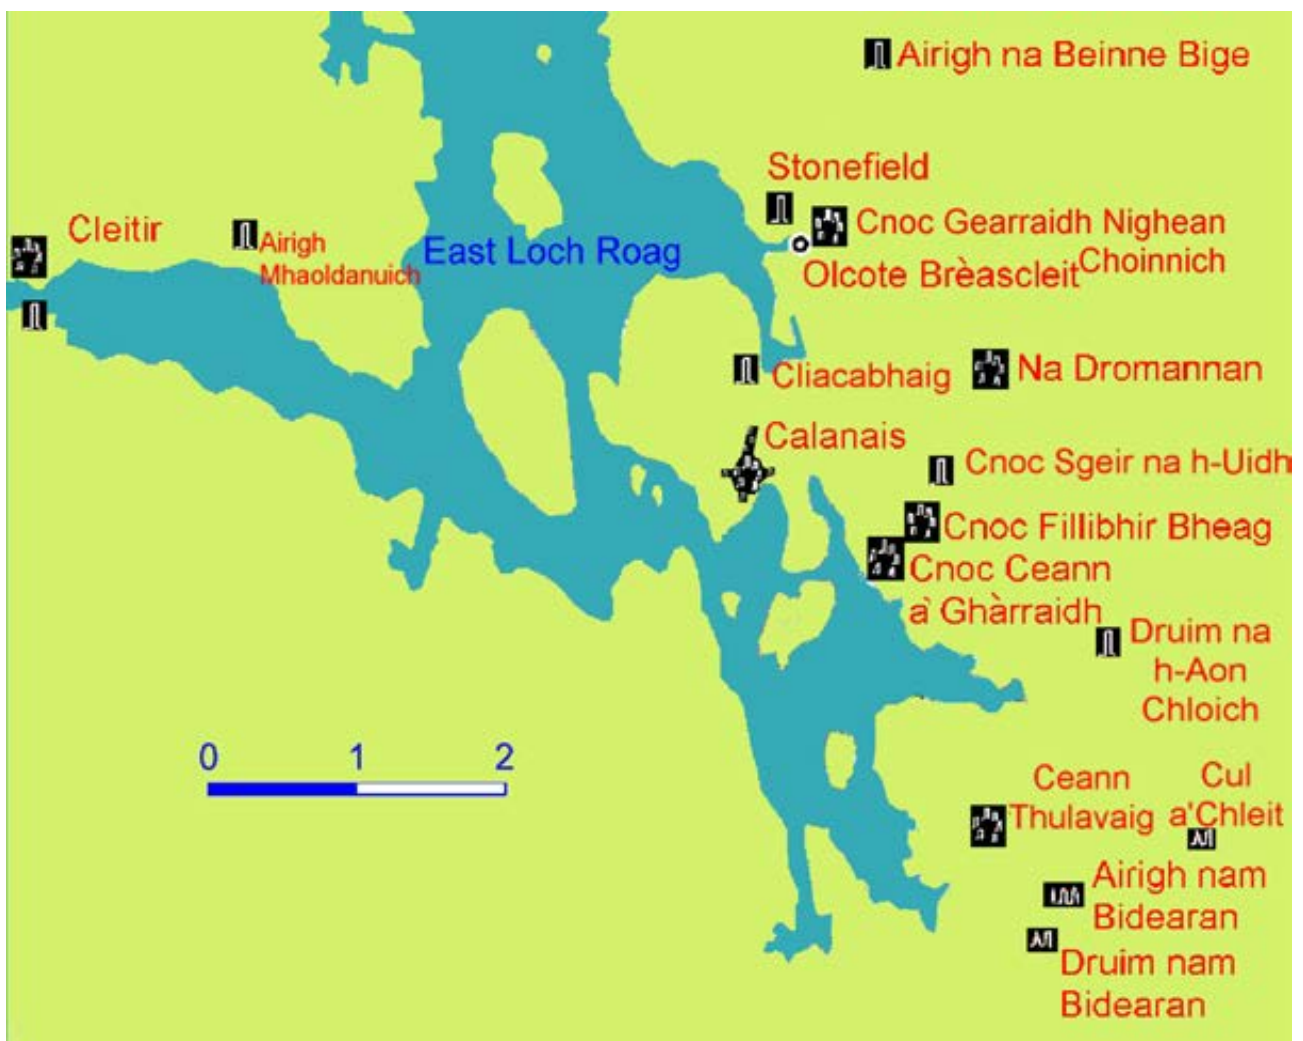 Airigh na Beinne Bige
Stonefield
Cleitir
Airigh
Mhaoldanuich
East Loch Roag
Cnoc Gearraidh Nighean
Choinnich
Olcote Brèascleit
Cliacabhaig
Na Dromannan
Calanais
Cnoc Sgeir na h-Uidh
Cnoc Fillibhir Bheag
Cnoc Ceann
a' Ghàrraidh
Druim na
h-Aon
Chloich
0 1 2
Ceann
Thulavaig
Cul
a'Chleit
Airigh nam
Bidearan
Druim nam
Bidearan